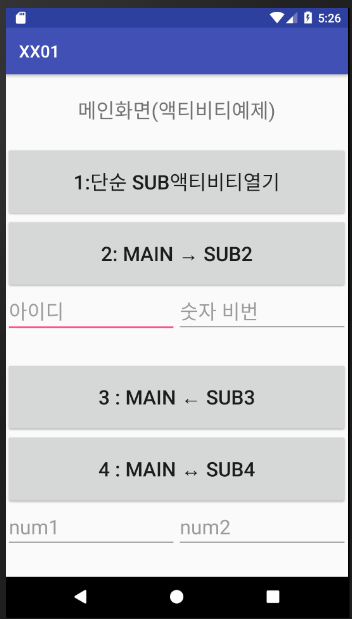 5:26
XX01
메인화면(액티비티예제)
1:단순 SUB액티비티열기
2: MAIN → SUB2
아이디 숫자 비번
3 : MAIN ← SUB3
4 : MAIN ↔ SUB4
num1 num2